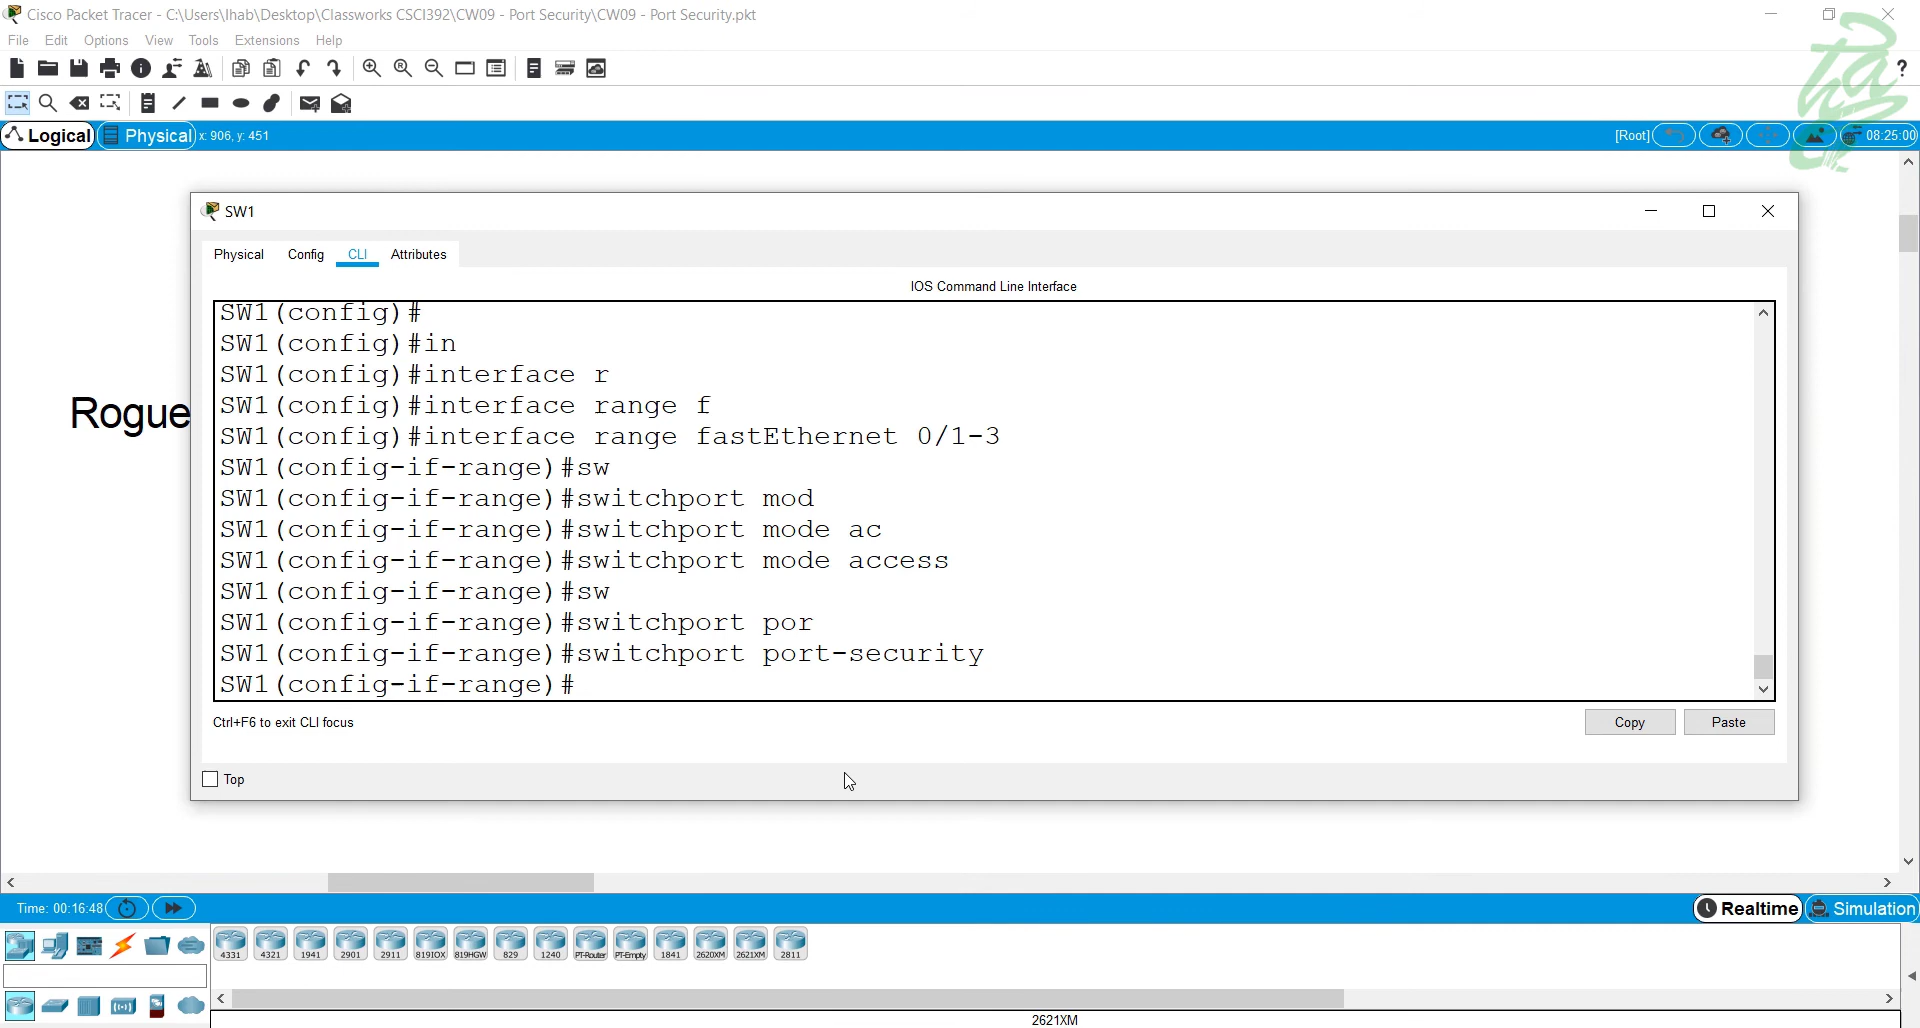 Cisco Packet Tracer - C:\Users\Ihab\Desktop\Classworks CSCI392\CW09 - Port Security\CW09 - Port Security.pkt
File Edit Options View Tools Extensions Help
?
Logical Physical x: 906, y: 451 [Root] 08:25:00
SW1
Physical Config CLI Attributes
IOS Command Line Interface
Rogue
SW1(config)#
SW1(config)#in
SW1(config)#interface r
SW1(config)#interface range f
SW1(config)#interface range fastEthernet 0/1-3
SW1(config-if-range)#sw
SW1(config-if-range)#switchport mod
SW1(config-if-range)#switchport mode ac
SW1(config-if-range)#switchport mode access
SW1(config-if-range)#sw
SW1(config-if-range)#switchport por
SW1(config-if-range)#switchport port-security
SW1(config-if-range)#
Ctrl+F6 to exit CLI focus Copy Paste
Top
Time: 00:16:48 Realtime Simulation
4331 4321 1941 2901 2911 819IOX 819HGW 829 1240 PT-Router PT-Empty 1841 2620XM 2621XM 2811
2621XM